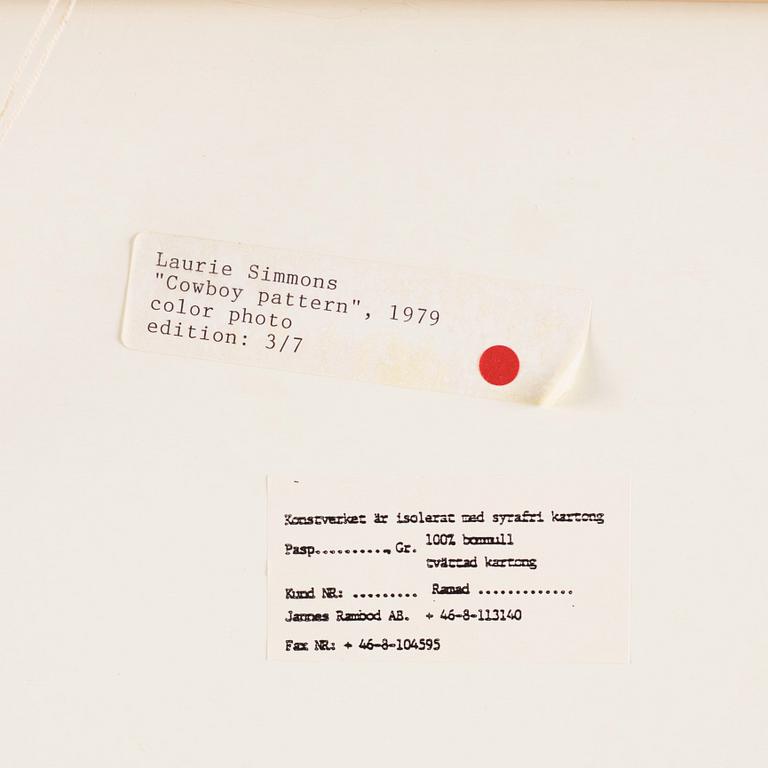 Laurie Simmons
"Cowboy pattern", 1979
color photo
edition: 3/7
Konstverket är isolerat med syrafri kartong
Pasp.........., Gr. 100% bommull
tvättad kartong
Kund NR: ......... Ramad .............
Jannes Rambod AB. + 46-8-113140
Fax NR: + 46-8-104595